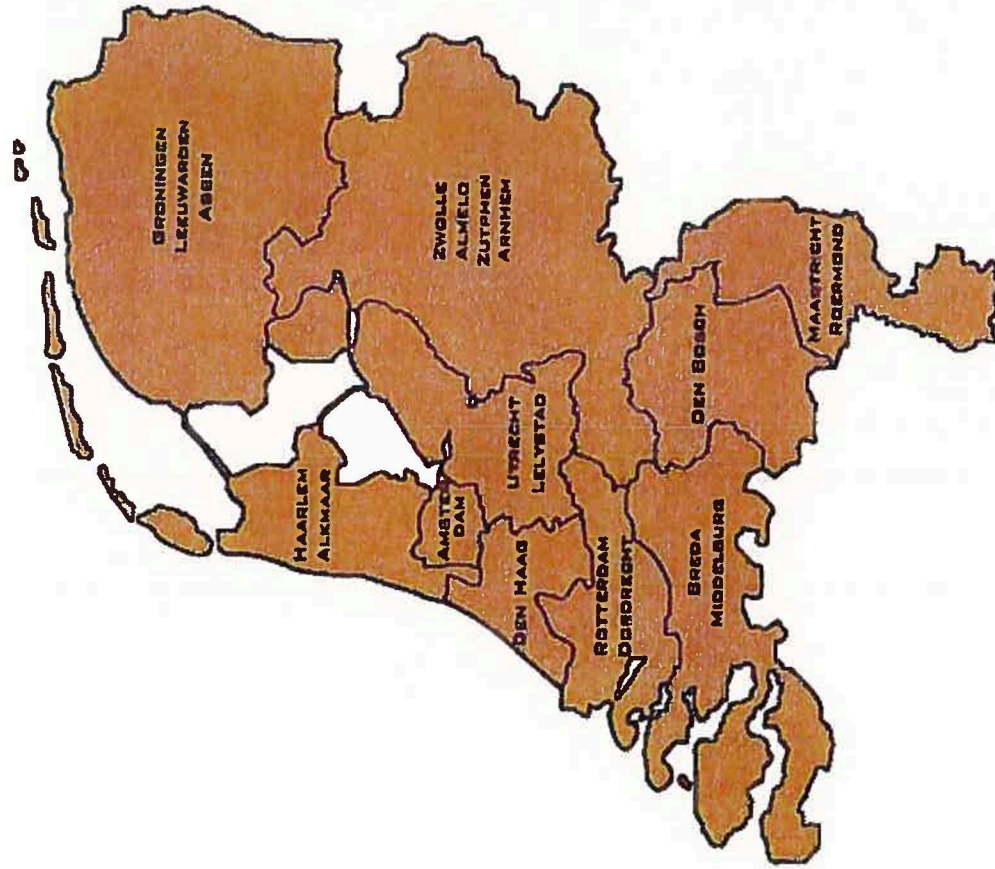 GRONINGEN
LEEUWARDEN
ASSEN
ZWOLLE
ALMELO
ZUTPHEN
ARNHEM
HAARLEM
ALKMAAR
AMSTER
DAM
UTRECHT
LELYSTAD
DEN HAAG
ROTTERDAM
DORDRECHT
DEN BOSCH
BREDA
MIDDELBURG
MAASTRICHT
ROERMOND